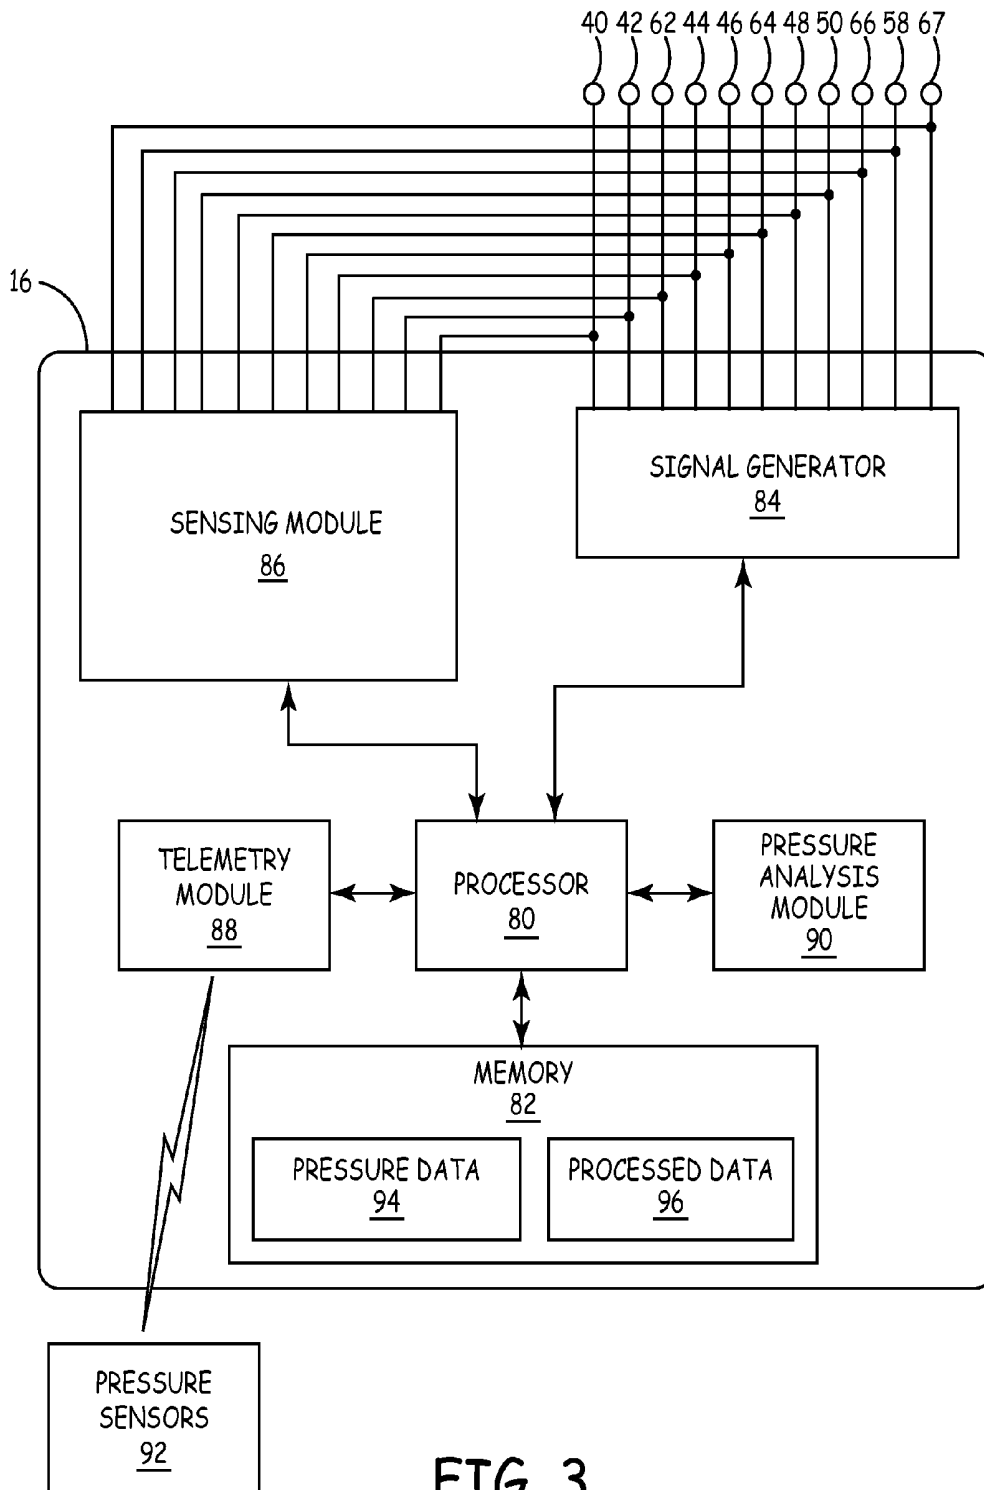 40 42 62 44 46 64 48 50 66 58 67
16
SIGNAL GENERATOR
84
SENSING MODULE
86
TELEMETRY
MODULE
88
PROCESSOR
80
PRESSURE
ANALYSIS
MODULE
90
MEMORY
82
PRESSURE DATA
94
PROCESSED DATA
96
PRESSURE
SENSORS
92
FIG. 3